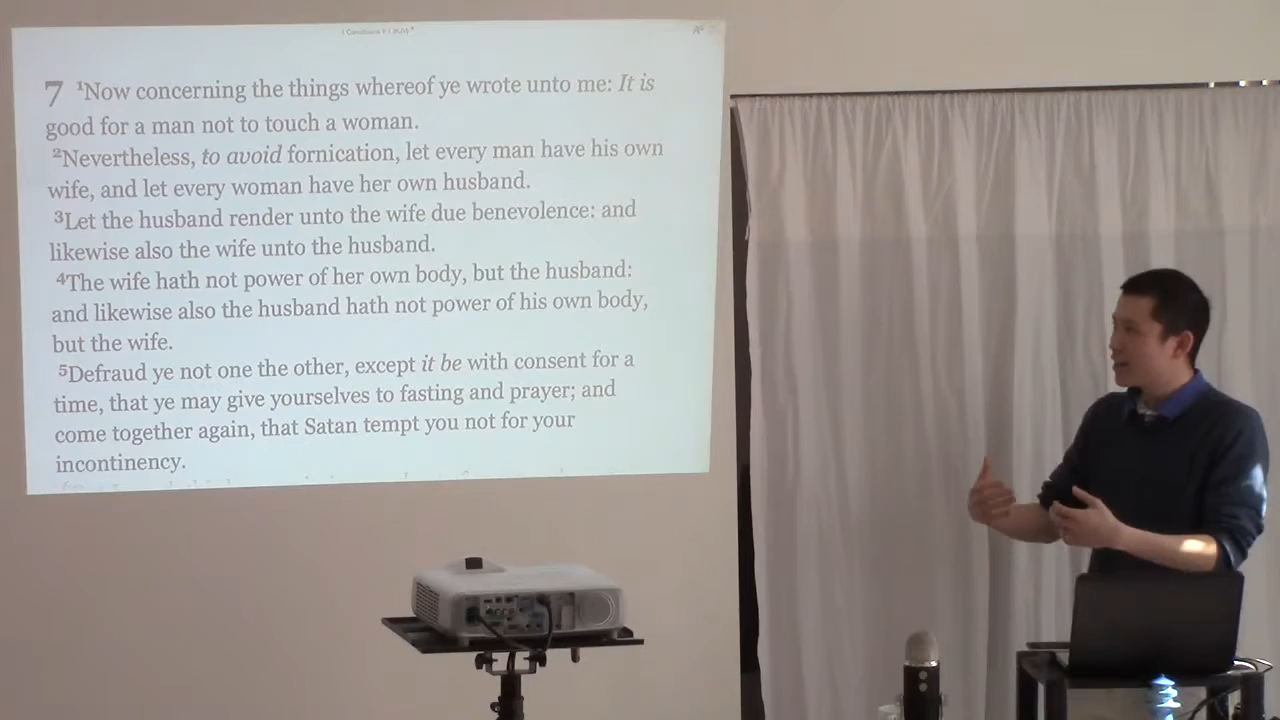 7 ¹Now concerning the things whereof ye wrote unto me: It is
good for a man not to touch a woman.
²Nevertheless, to avoid fornication, let every man have his own
wife, and let every woman have her own husband.
³Let the husband render unto the wife due benevolence: and
likewise also the wife unto the husband.
⁴The wife hath not power of her own body, but the husband:
and likewise also the husband hath not power of his own body,
but the wife.
⁵Defraud ye not one the other, except it be with consent for a
time, that ye may give yourselves to fasting and prayer; and
come together again, that Satan tempt you not for your
incontinency.